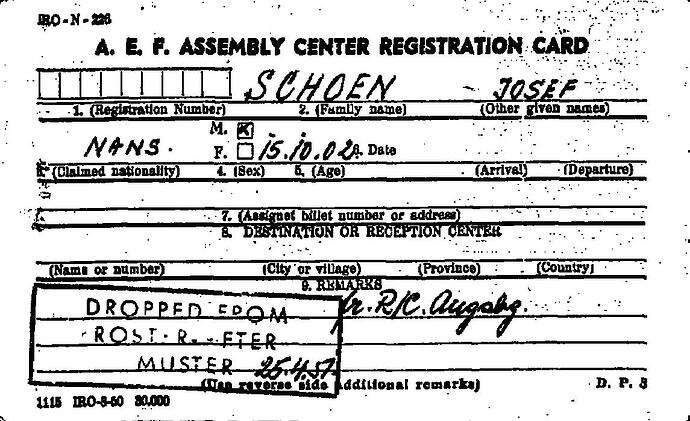 IRO-N-226
A. E. F. ASSEMBLY CENTER REGISTRATION CARD
SCHOEN JOSEF
1. (Registration Number) 2. (Family name) (Other given names)
M. X
NANS. F. 15.10.02 6. Date
(Claimed nationality) 4. (Sex) 5. (Age) (Arrival) (Departure)
7. (Assignet billet number or address)
8. DESTINATION OR RECEPTION CENTER
(Name or number) (City or village) (Province) (Country)
9. REMARKS
DROPPED FROM fr. R/C. Augsbg.
AFTER
MUSTER 25.4.51
(Use reverse side additional remarks) D. P. 3
1115 IRO-8-50 30.000